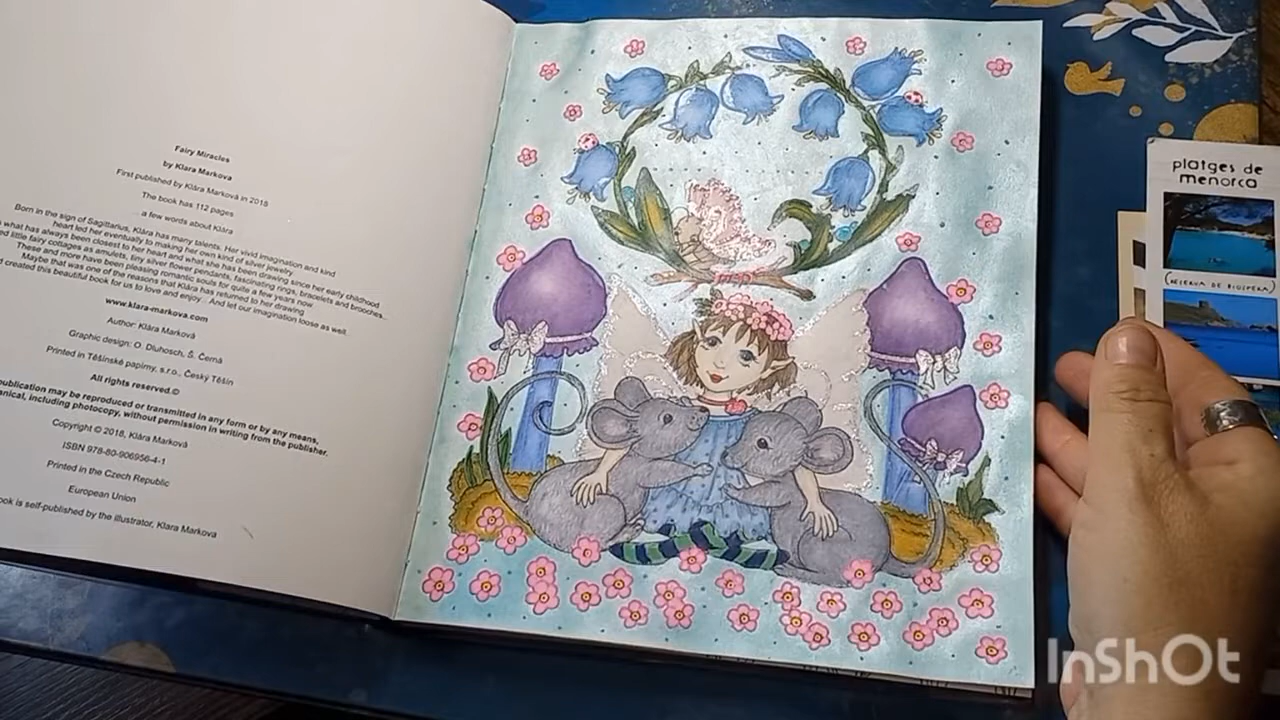 Fairy Miracles
by Klara Markova
First published by Klára Marková in 2018
The book has 112 pages
a few words about Klára
Born in the sign of Sagittarius, Klára has many talents. Her vivid imagination and kind
heart led her eventually to making her own kind of silver jewelry
what has always been closest to her heart and what she has been drawing since her early childhood
little fairy cottages as amulets, tiny silver flower pendants, fascinating rings, bracelets and brooches.
These and more have been pleasing romantic souls for quite a few years now
Maybe that was one of the reasons that Klára has returned to her drawing
created this beautiful book for us to love and enjoy... And let our imagination loose as well.
www.klara-markova.com
Author: Klára Marková
Graphic design: O. Dluhosch, Š. Černá
Printed in Těšínské papírny, s.r.o., Český Těšín
All rights reserved.©
publication may be reproduced or transmitted in any form or by any means,
including, photocopy, without permission in writing from the publisher.
Copyright © 2018, Klára Marková
ISBN 978-80-906956-4-1
Printed in the Czech Republic
European Union
is self-published by the illustrator, Klara Markova
platges de
menorca
InShOt